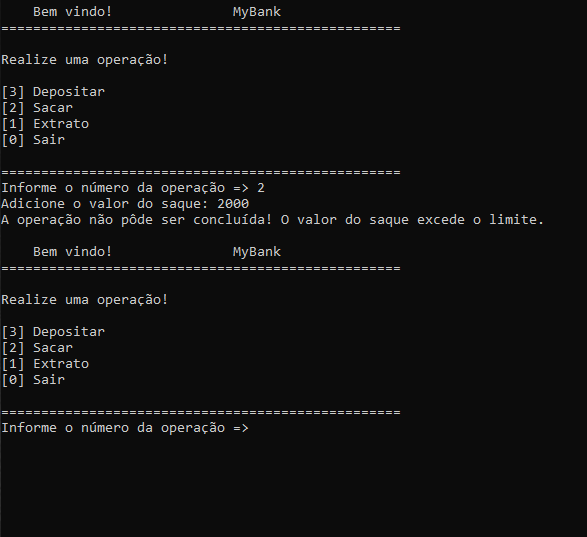 Bem vindo! MyBank
==================================================
Realize uma operação!
[3] Depositar
[2] Sacar
[1] Extrato
[0] Sair
==================================================
Informe o número da operação => 2
Adicione o valor do saque: 2000
A operação não pôde ser concluída! O valor do saque excede o limite.
Bem vindo! MyBank
==================================================
Realize uma operação!
[3] Depositar
[2] Sacar
[1] Extrato
[0] Sair
==================================================
Informe o número da operação =>